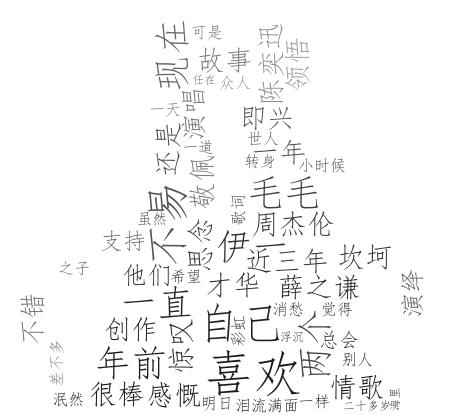 现在
可是
故事
陈奕迅
领悟
任在
众人
一天
演唱
即兴
还是
世人
一道
一年
转身
小时候
敬佩
不易
毛毛
歌词
虽然
周杰伦
支持
思念
伊
一
近三年
坎坷
之子
他们
希望
才华
薛之谦
演绎
不错
一直
自己
消愁
觉得
创作
叹
彩虹
个
浮沉
总会
差不多
年前
惊
喜欢
两
别人
泯然
很棒
感慨
明日
泪流满面
一样
情歌
二十多岁
里